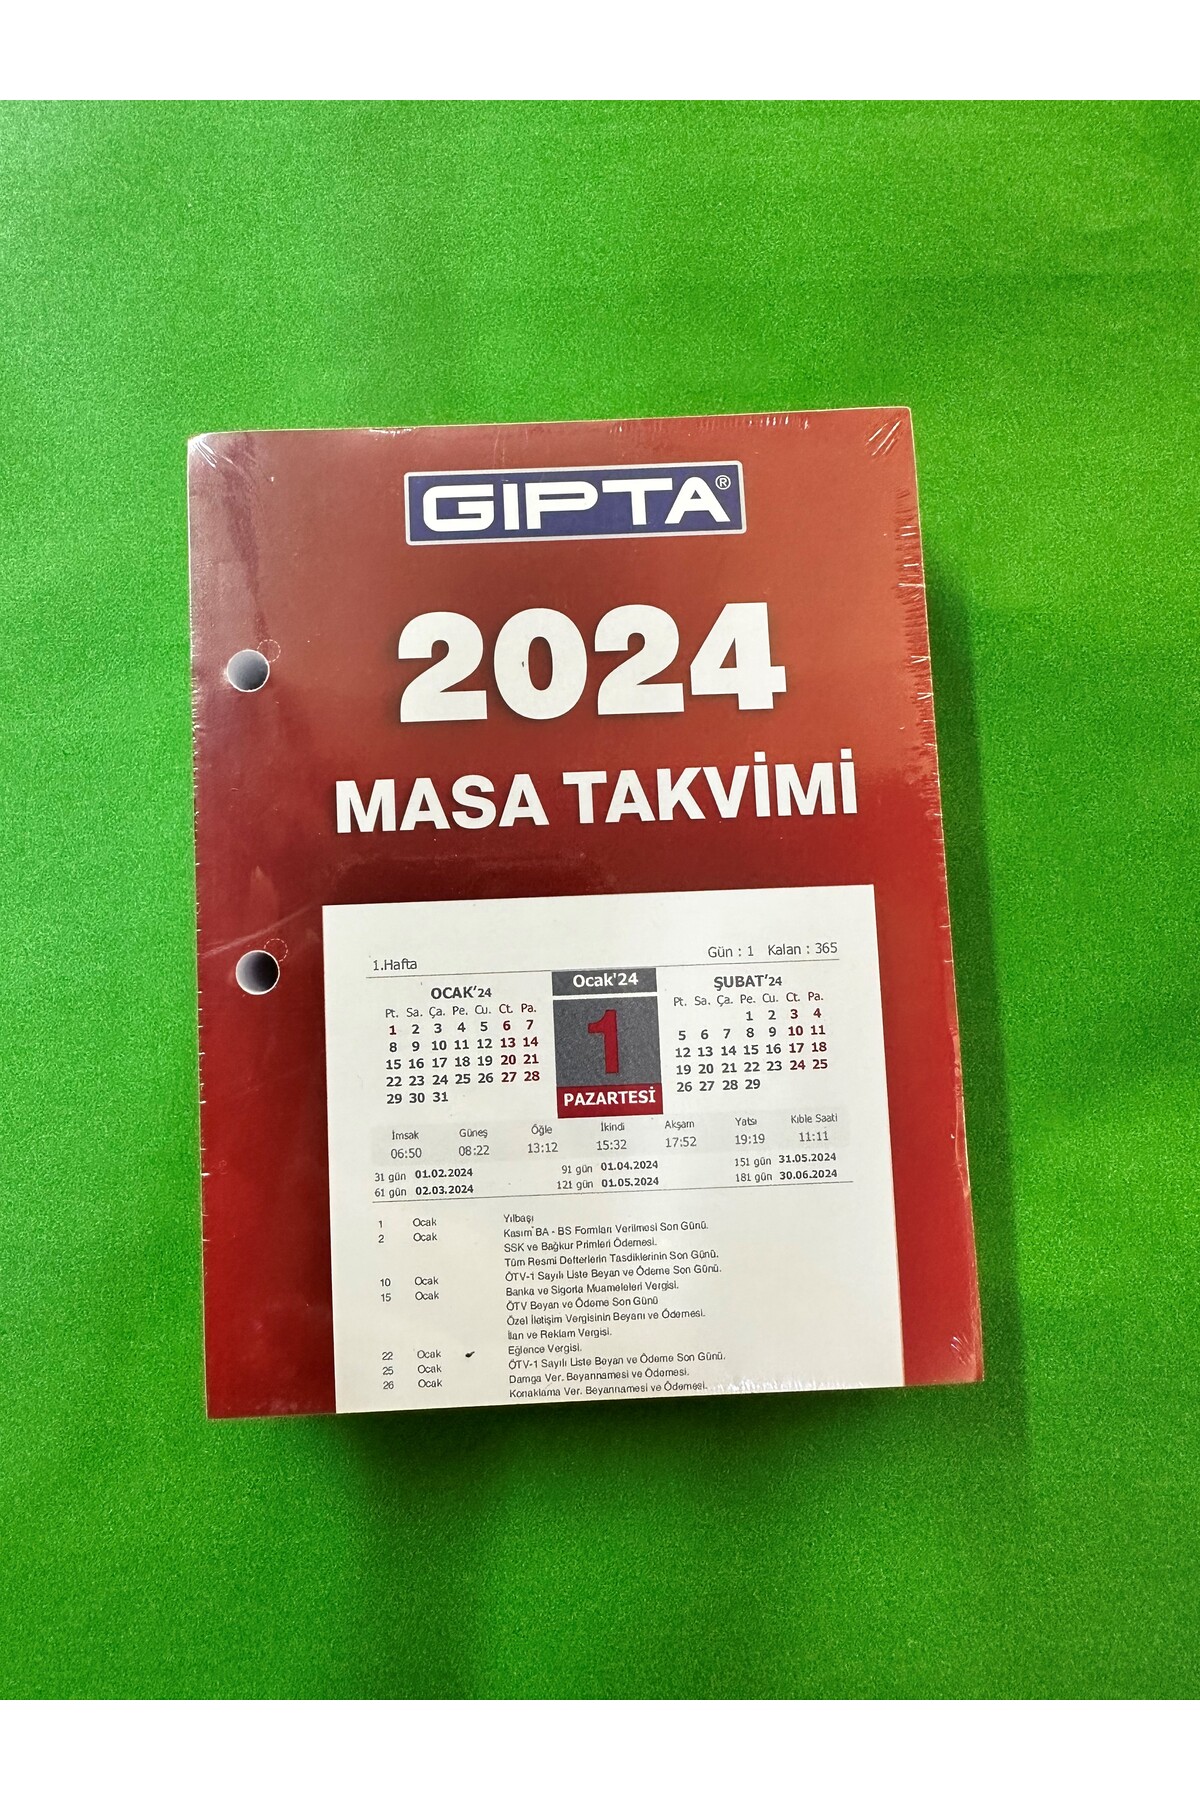 GIPTA®
2024
MASA TAKVİMİ
1.Hafta Gün : 1 Kalan : 365
OCAK'24
Pt. Sa. Ça. Pe. Cu. Ct. Pa.
1 2 3 4 5 6 7
8 9 10 11 12 13 14
15 16 17 18 19 20 21
22 23 24 25 26 27 28
29 30 31
Ocak'24
1
PAZARTESİ
ŞUBAT'24
Pt. Sa. Ça. Pe. Cu. Ct. Pa.
1 2 3 4
5 6 7 8 9 10 11
12 13 14 15 16 17 18
19 20 21 22 23 24 25
26 27 28 29
İmsak Güneş Öğle İkindi Akşam Yatsı Kıble Saati
06:50 08:22 13:12 15:32 17:52 19:19 11:11
31 gün 01.02.2024 91 gün 01.04.2024 151 gün 31.05.2024
61 gün 02.03.2024 121 gün 01.05.2024 181 gün 30.06.2024
1 Ocak Yılbaşı
2 Ocak Kasım BA - BS Formları Verilmesi Son Günü.
SSK ve Bağkur Primleri Ödemesi.
Tüm Resmi Defterlerin Tasdiklerinin Son Günü.
10 Ocak ÖTV-1 Sayılı Liste Beyan ve Ödeme Son Günü.
15 Ocak Banka ve Sigorta Muameleleri Vergisi.
ÖTV Beyan ve Ödeme Son Günü
Özel İletişim Vergisinin Beyanı ve Ödemesi.
İlan ve Reklam Vergisi.
Eğlence Vergisi.
22 Ocak ÖTV-1 Sayılı Liste Beyan ve Ödeme Son Günü.
25 Ocak Damga Ver. Beyannamesi ve Ödemesi.
26 Ocak Konaklama Ver. Beyannamesi ve Ödemesi.